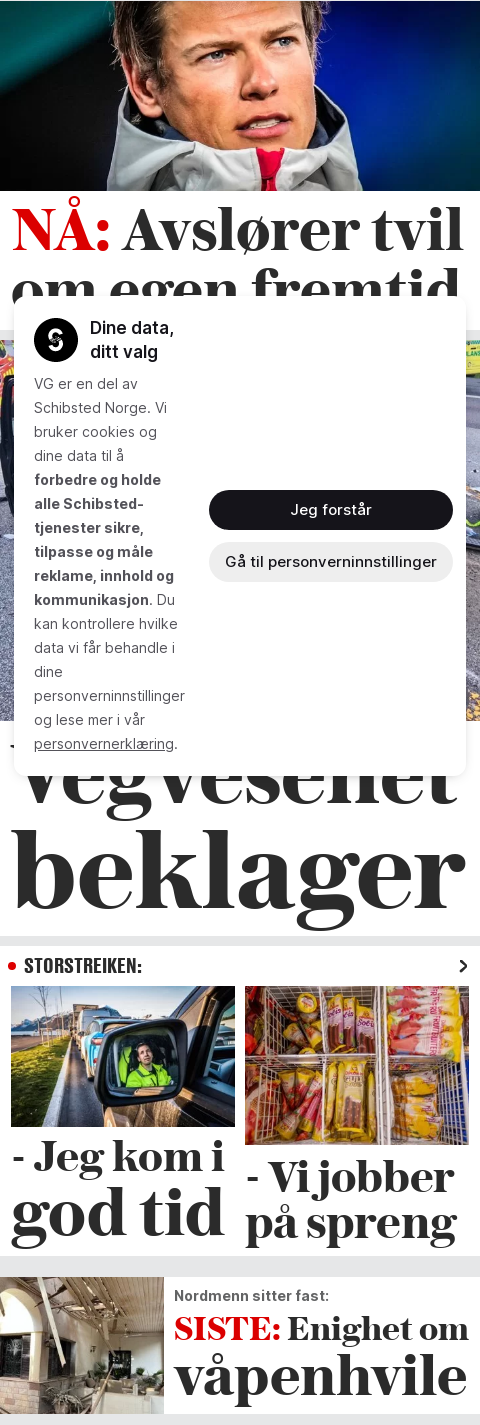 NÅ: Avslører tvil
om egen fremtid
Dine data,
ditt valg
VG er en del av
Schibsted Norge. Vi
bruker cookies og
dine data til å
forbedre og holde
alle Schibsted-
tjenester sikre,
tilpasse og måle
reklame, innhold og
kommunikasjon. Du
kan kontrollere hvilke
data vi får behandle i
dine
personverninnstillinger
og lese mer i vår
personvernerklæring.
Jeg forstår
Gå til personverninnstillinger
Vegvesenet
beklager
STORSTREIKEN:
- Jeg kom i
god tid
- Vi jobber
på spreng
Nordmenn sitter fast:
SISTE: Enighet om
våpenhvile